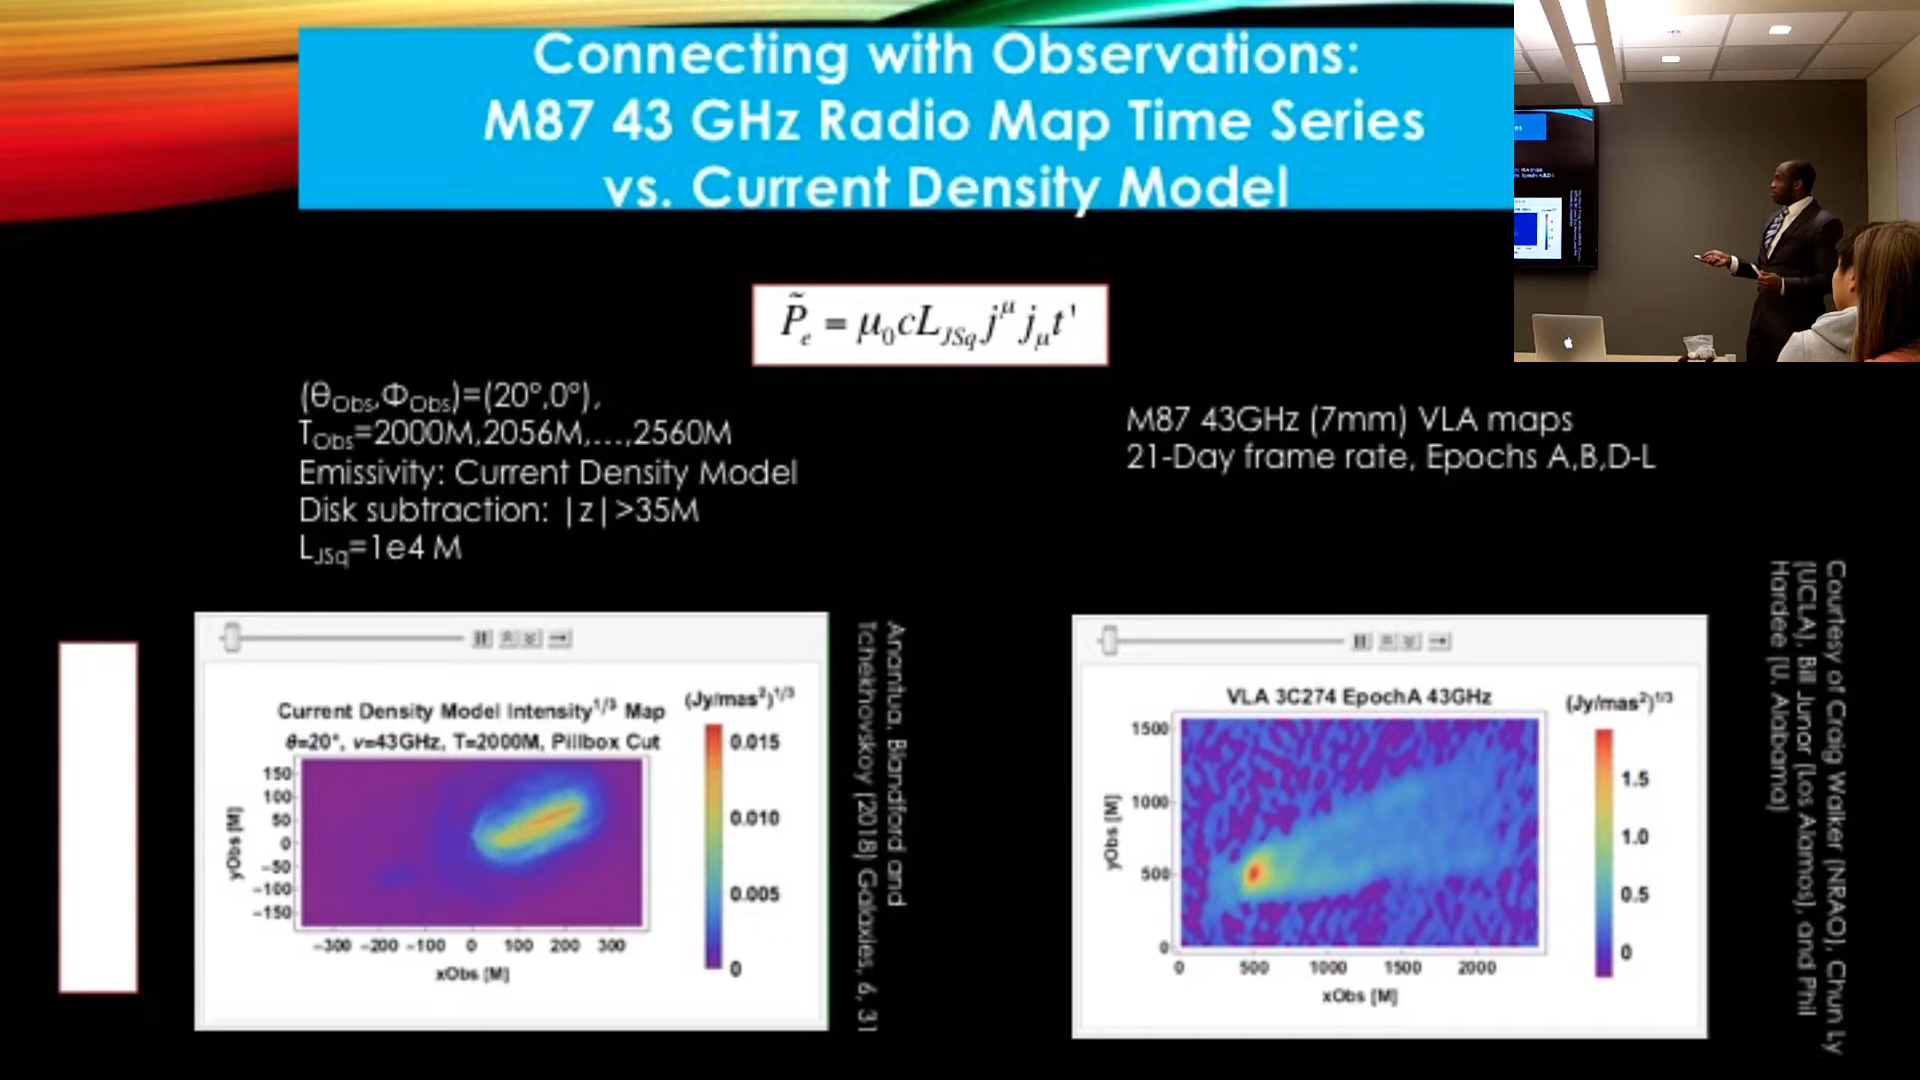 Connecting with Observations:
M87 43 GHz Radio Map Time Series
vs. Current Density Model
P̃e = μ0cLJSq jμ jμt'
(θObs,ΦObs)=(20°,0°),
TObs=2000M,2056M,...,2560M
Emissivity: Current Density Model
Disk subtraction: |z|>35M
LJSq=1e4 M
M87 43GHz (7mm) VLA maps
21-Day frame rate, Epochs A,B,D-L
Current Density Model Intensity1/3 Map
θ=20°, ν=43GHz, T=2000M, Pillbox Cut
(Jy/mas2)1/3
0.015
0.010
0.005
0
150
100
50
0
−50
−100
−150
yObs [M]
−300 −200 −100 0 100 200 300
xObs [M]
Anantua, Blandford and
Tchekhovskoy (2018) Galaxies, 6, 31
VLA 3C274 EpochA 43GHz
(Jy/mas2)1/3
1.5
1.0
0.5
0
1500
1000
500
0
yObs [M]
0 500 1000 1500 2000
xObs [M]
Courtesy of Craig Walker (NRAO), Chun Ly
(UCLA), Bill Junor (Los Alamos), and Phil
Hardee (U. Alabama)